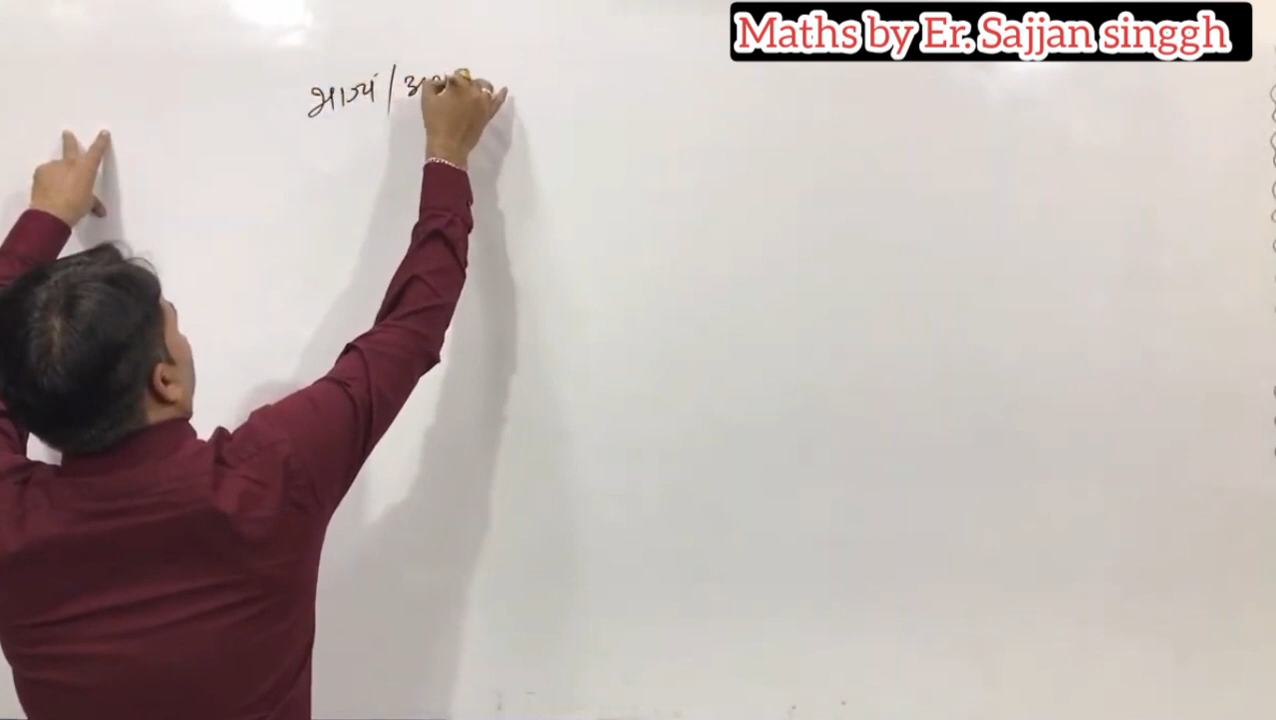 Maths by Er. Sajjan singgh
भाज्य /